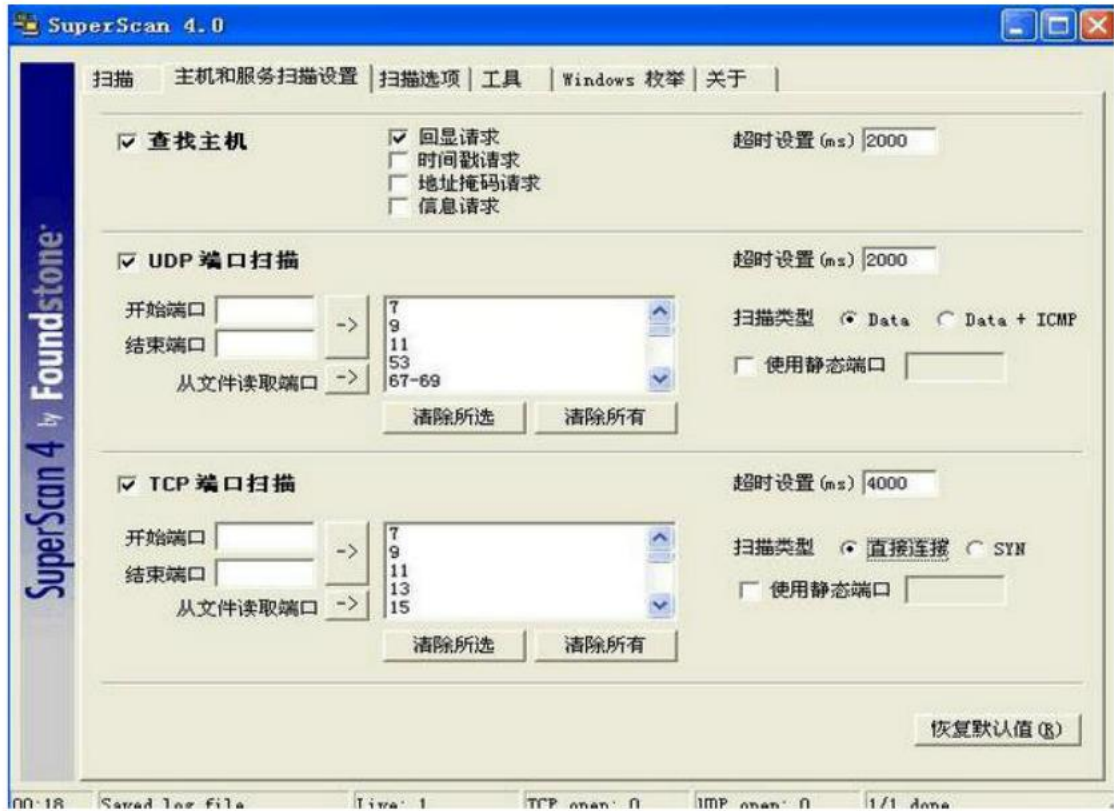 SuperScan 4.0
扫描 主机和服务扫描设置 扫描选项 工具 Windows 枚举 关于
查找主机
回显请求
时间戳请求
地址掩码请求
信息请求
超时设置(ms) 2000
UDP 端口扫描
超时设置(ms) 2000
开始端口
结束端口
->
从文件读取端口 ->
7
9
11
53
67-69
清除所选 清除所有
扫描类型 Data Data + ICMP
使用静态端口
TCP 端口扫描
超时设置(ms) 4000
开始端口
结束端口
->
从文件读取端口 ->
7
9
11
13
15
清除所选 清除所有
扫描类型 直接连接 SYN
使用静态端口
恢复默认值(R)
SuperScan 4 by Foundstone
00:18 Saved log file Live: 1 TCP open: 0 UDP open: 0 1/1 done